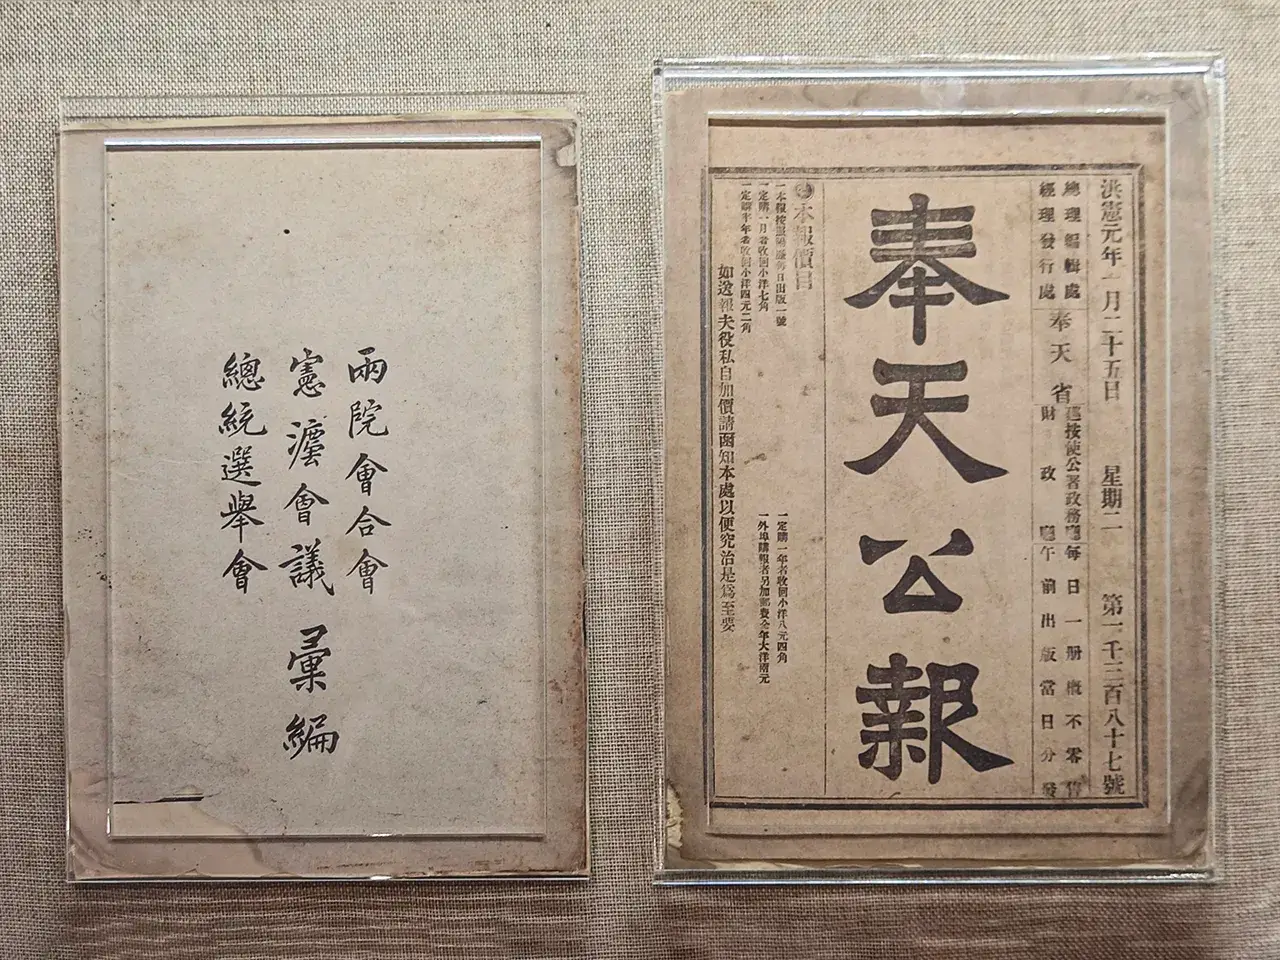 兩院會合會
憲灋會議彙編
總統選舉會
洪憲元年一月二十五日 星期二 第一千三百八十七號
總理編輯處
經理發行處
奉天省
巡按使公署政務廳
財政廳
每日一册概不零售
午前出版當日分發
奉天公報
本報價目
一本報按星期每日出版一號
一定購一月者收回小洋七角
一定購半年者收回小洋四元二角
一定購一年者收回小洋八元四角
一外埠購報者另加郵費全年大洋兩元
如送報夫役私自加價請函知本處以便究治是爲至要